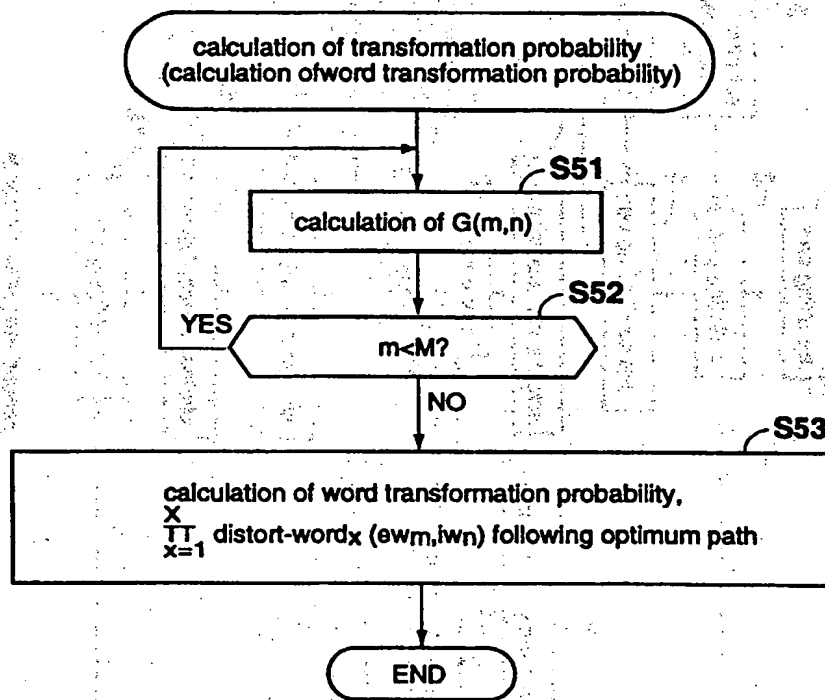 calculation of transformation probability
(calculation ofword transformation probability)
S51
calculation of G(m,n)
S52
YES
m<M?
NO
S53
calculation of word transformation probability,
X
TT distort-wordx (ewm,iwn) following optimum path
x=1
END